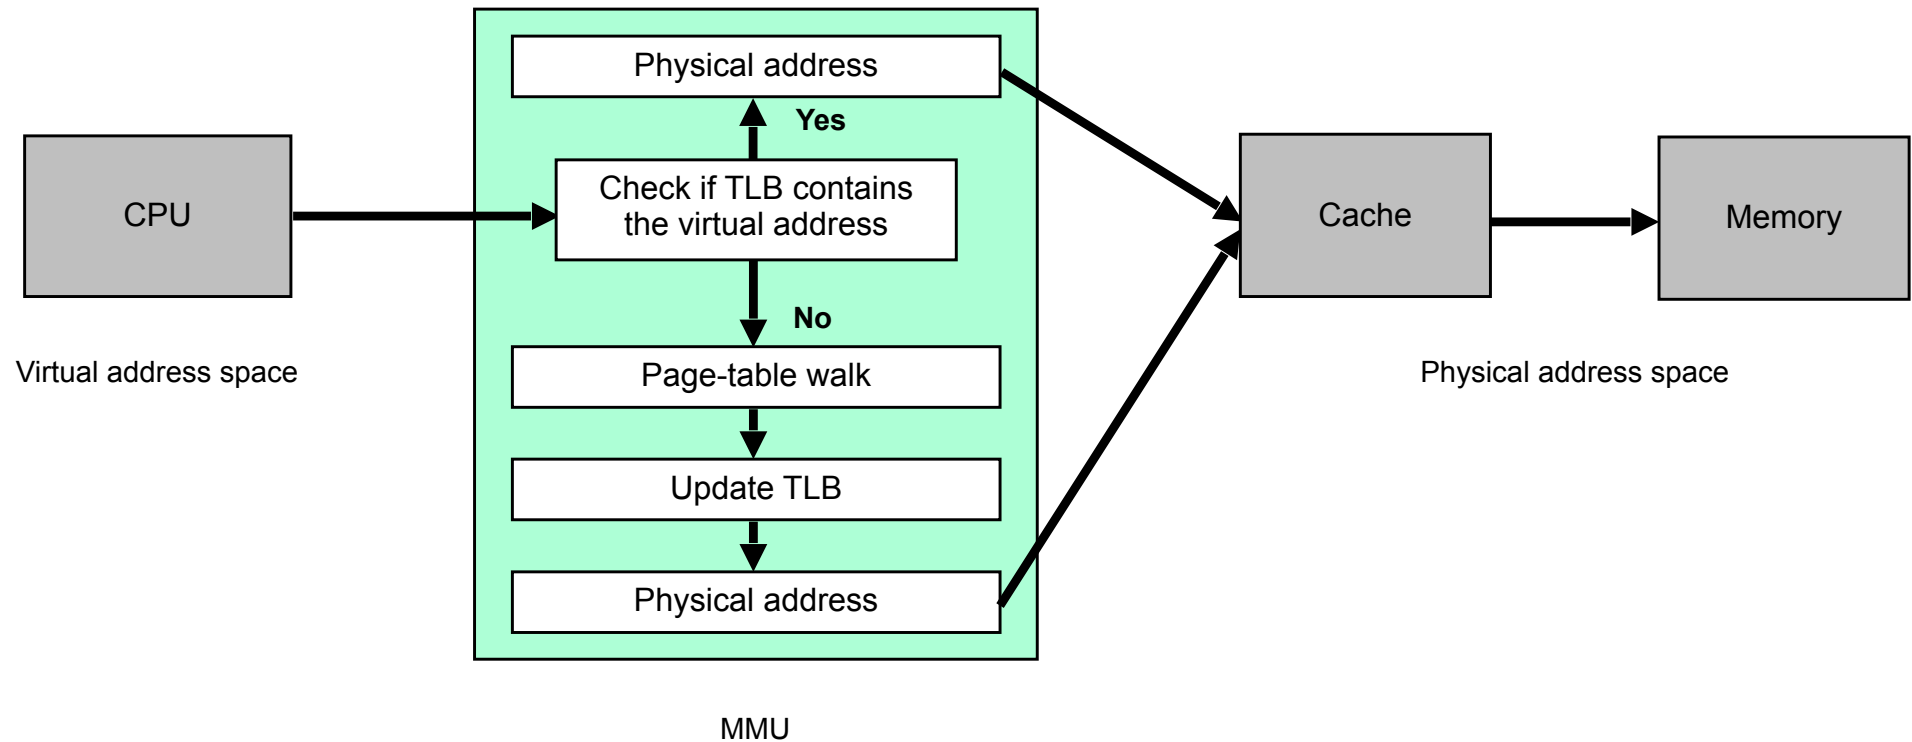 Physical address
Yes
CPU
Check if TLB contains
the virtual address
Cache
Memory
No
Virtual address space
Page-table walk
Physical address space
Update TLB
Physical address
MMU